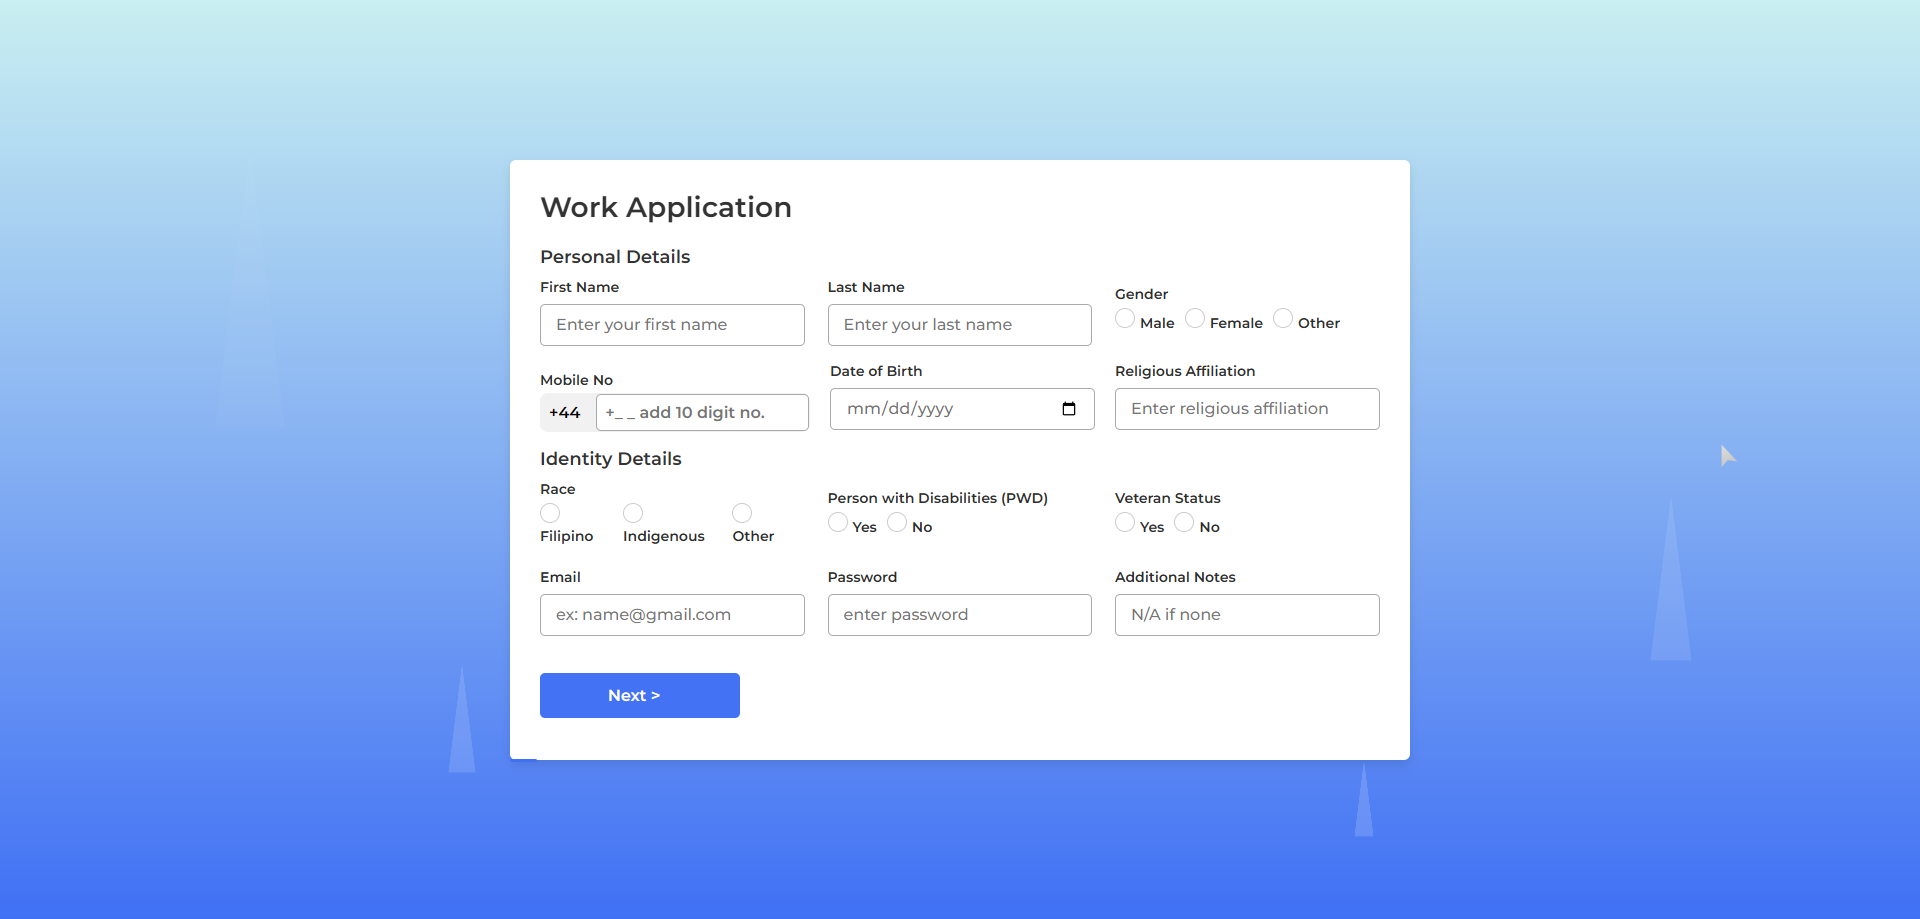 Work Application
Personal Details
First Name
Last Name
Gender
Enter your first name
Enter your last name
Male Female Other
Mobile No
Date of Birth
Religious Affiliation
+44 +_ _ add 10 digit no.
mm/dd/yyyy
Enter religious affiliation
Identity Details
Race
Person with Disabilities (PWD)
Veteran Status
Filipino Indigenous Other
Yes No
Yes No
Email
Password
Additional Notes
ex: name@gmail.com
enter password
N/A if none
Next >